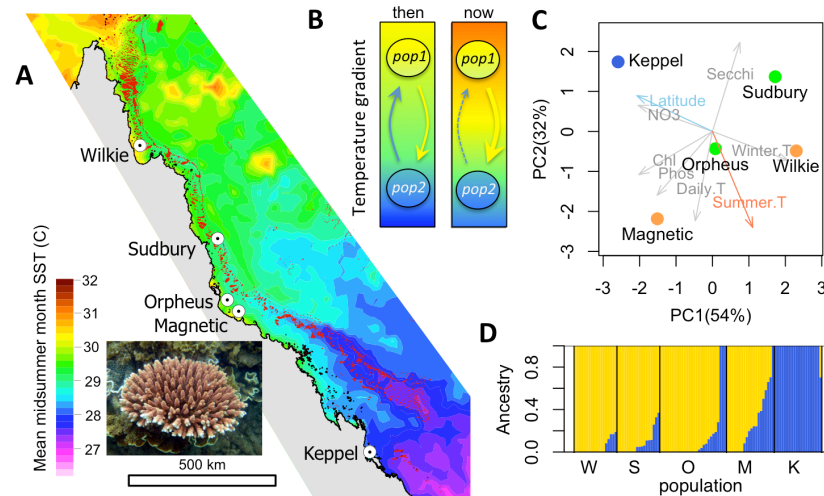 A
Wilkie
Sudbury
Orpheus
Magnetic
Keppel
Mean midsummer month SST (C)
32
31
30
29
28
27
500 km
B
then
now
Temperature gradient
pop1
pop2
pop1
pop2
C
PC2(32%)
2
1
0
-1
-2
-3
Keppel
Secchi
Sudbury
Latitude
NO3
Orpheus
Winter.T
Wilkie
Chl
Phos
Daily.T
Summer.T
Magnetic
-3 -2 -1 0 1 2 3
PC1(54%)
D
Ancestry
0.8
0.4
0.0
W S O M K
population